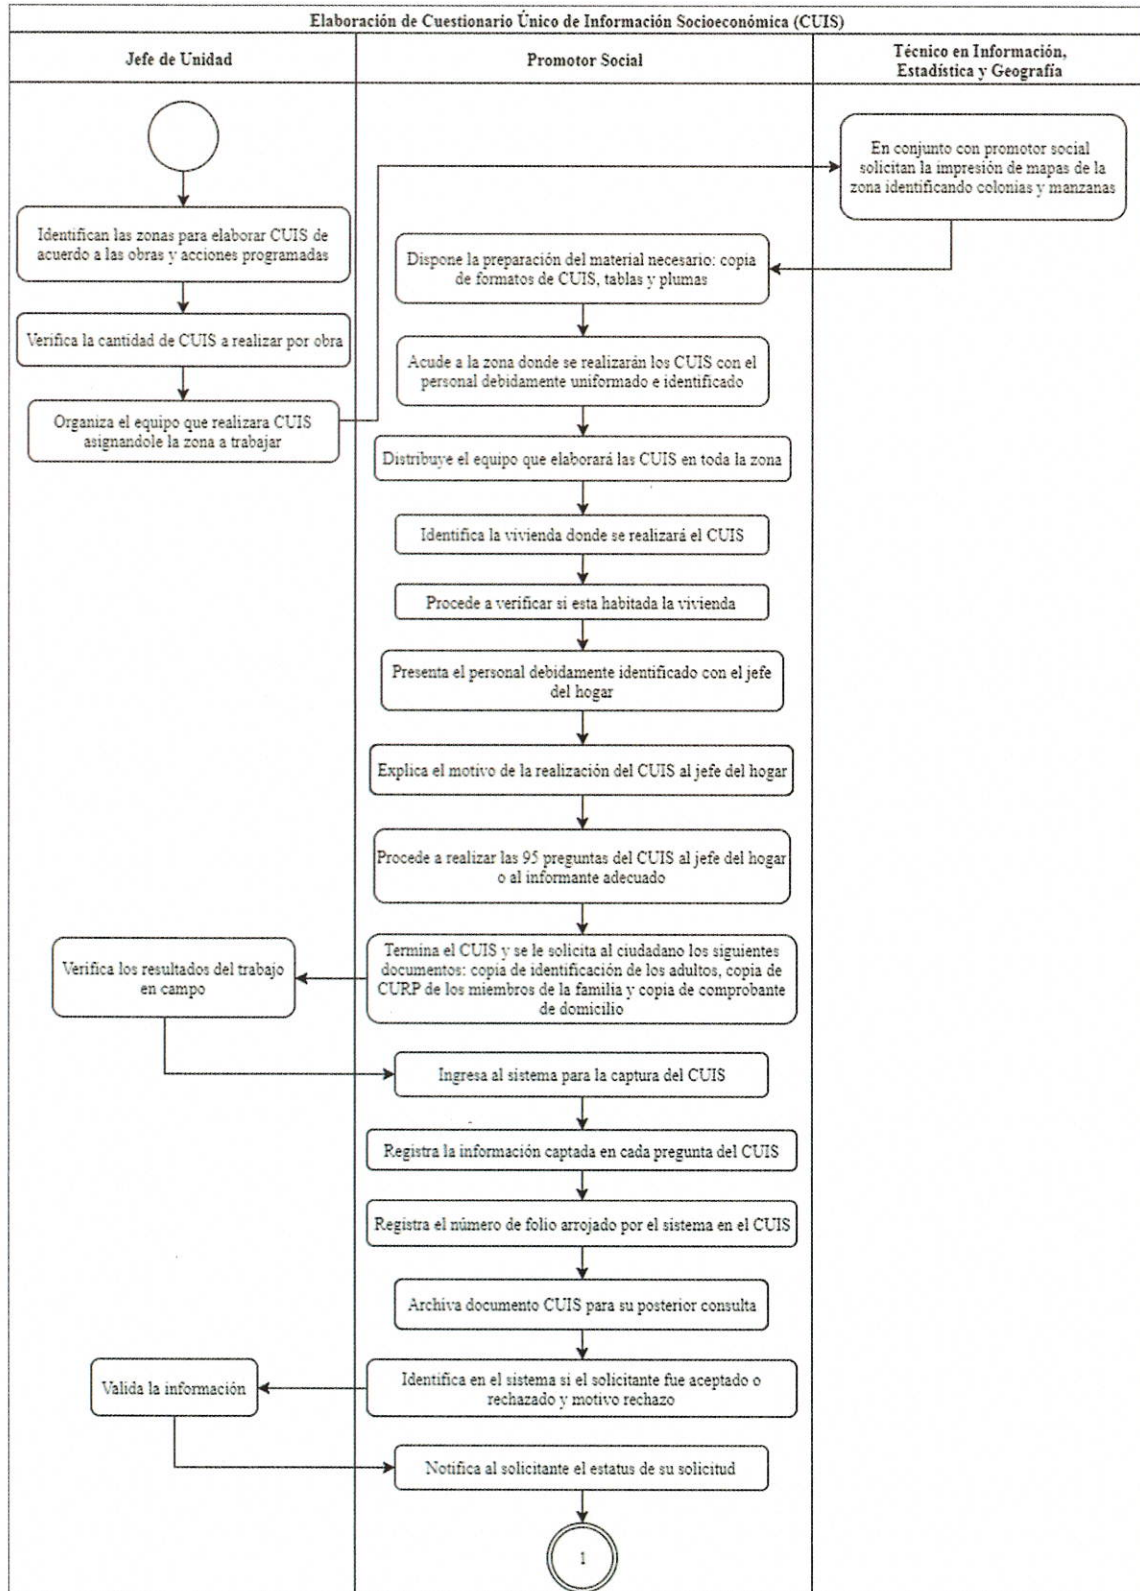 Elaboración de Cuestionario Único de Información Socioeconómica (CUIS)
Jefe de Unidad
Promotor Social
Técnico en Información,
Estadística y Geografía
En conjunto con promotor social
solicitan la impresión de mapas de la
zona identificando colonias y manzanas
Identifican las zonas para elaborar CUIS de
acuerdo a las obras y acciones programadas
Dispone la preparación del material necesario: copia
de formatos de CUIS, tablas y plumas
Verifica la cantidad de CUIS a realizar por obra
Acude a la zona donde se realizarán los CUIS con el
personal debidamente uniformado e identificado
Organiza el equipo que realizara CUIS
asignandole la zona a trabajar
Distribuye el equipo que elaborará las CUIS en toda la zona
Identifica la vivienda donde se realizará el CUIS
Procede a verificar si esta habitada la vivienda
Presenta el personal debidamente identificado con el jefe
del hogar
Explica el motivo de la realización del CUIS al jefe del hogar
Procede a realizar las 95 preguntas del CUIS al jefe del hogar
o al informante adecuado
Termina el CUIS y se le solicita al ciudadano los siguientes
documentos: copia de identificación de los adultos, copia de
CURP de los miembros de la familia y copia de comprobante
de domicilio
Verifica los resultados del trabajo
en campo
Ingresa al sistema para la captura del CUIS
Registra la información captada en cada pregunta del CUIS
Registra el número de folio arrojado por el sistema en el CUIS
Archiva documento CUIS para su posterior consulta
Identifica en el sistema si el solicitante fue aceptado o
rechazado y motivo rechazo
Valida la información
Notifica al solicitante el estatus de su solicitud
1